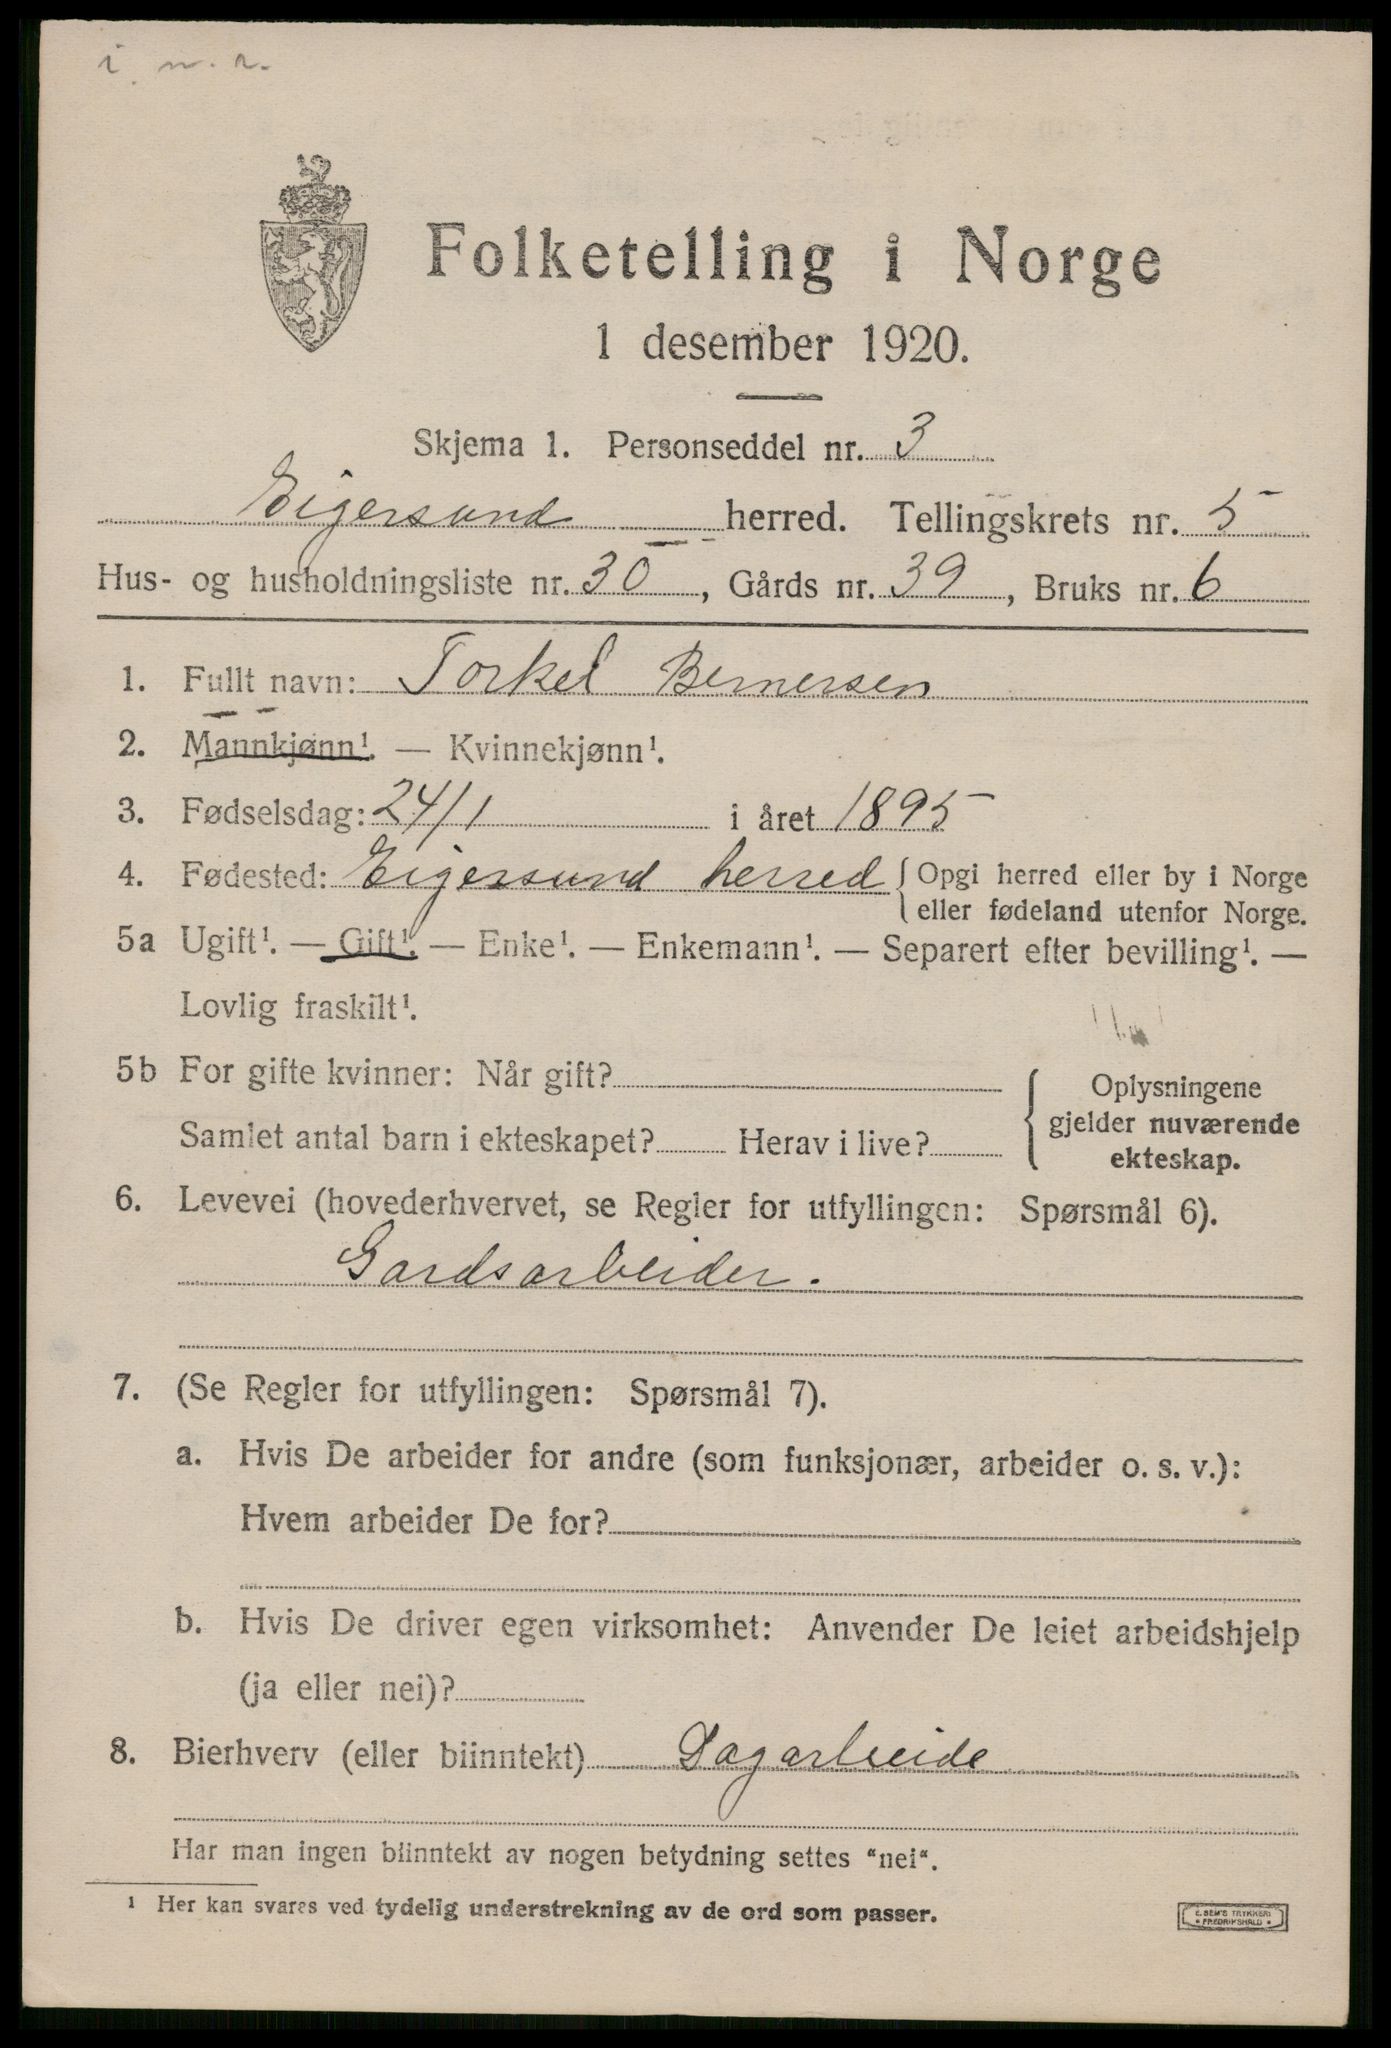 i. w. a.
Folketelling i Norge
1 desember 1920.
Skjema 1. Personseddel nr. 3
Eigersund herred. Tellingskrets nr. 5
Hus- og husholdningsliste nr. 30, Gårds nr. 39, Bruks nr. 6
1. Fullt navn: Torkel Bernersen
2. Mannkjønn¹. — Kvinnekjønn¹.
3. Fødselsdag: 24/1 i året 1895
4. Fødested: Eigersund herred { Opgi herred eller by i Norge
eller fødeland utenfor Norge.
5a Ugift¹. — Gift¹. — Enke¹. — Enkemann¹. — Separert efter bevilling¹. —
Lovlig fraskilt¹.
5b For gifte kvinner: Når gift?
Samlet antal barn i ekteskapet? Herav i live?
{ Oplysningene
gjelder nuværende
ekteskap.
6. Levevei (hovederhvervet, se Regler for utfyllingen: Spørsmål 6).
Gardsarbeider.
7. (Se Regler for utfyllingen: Spørsmål 7).
a. Hvis De arbeider for andre (som funksjonær, arbeider o. s. v.):
Hvem arbeider De for?
b. Hvis De driver egen virksomhet: Anvender De leiet arbeidshjelp
(ja eller nei)?
8. Bierhverv (eller biinntekt) Dagarbeide
Har man ingen biinntekt av nogen betydning settes "nei".
¹ Her kan svares ved tydelig understrekning av de ord som passer.
E. SEM'S TRYKKERI
* FREDRIKSHALD *